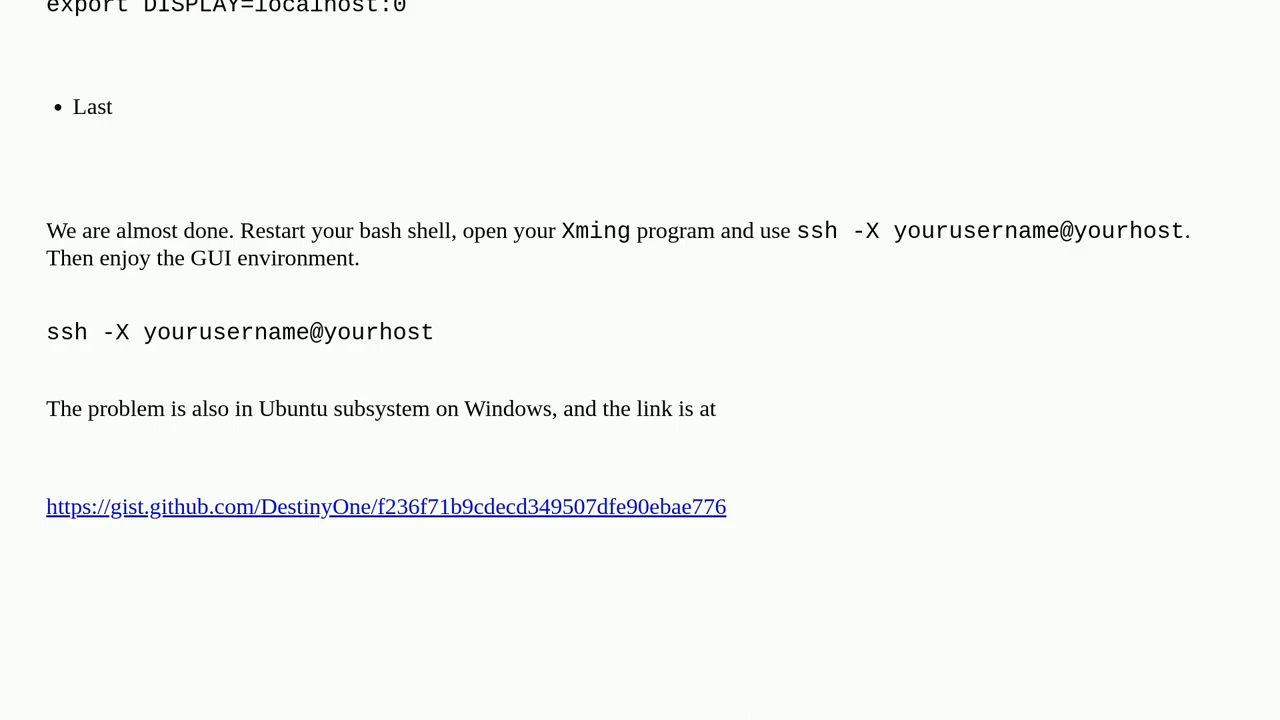 export DISPLAY=localhost:0
• Last
We are almost done. Restart your bash shell, open your Xming program and use ssh -X yourusername@yourhost.
Then enjoy the GUI environment.
ssh -X yourusername@yourhost
The problem is also in Ubuntu subsystem on Windows, and the link is at
https://gist.github.com/DestinyOne/f236f71b9cdecd349507dfe90ebae776